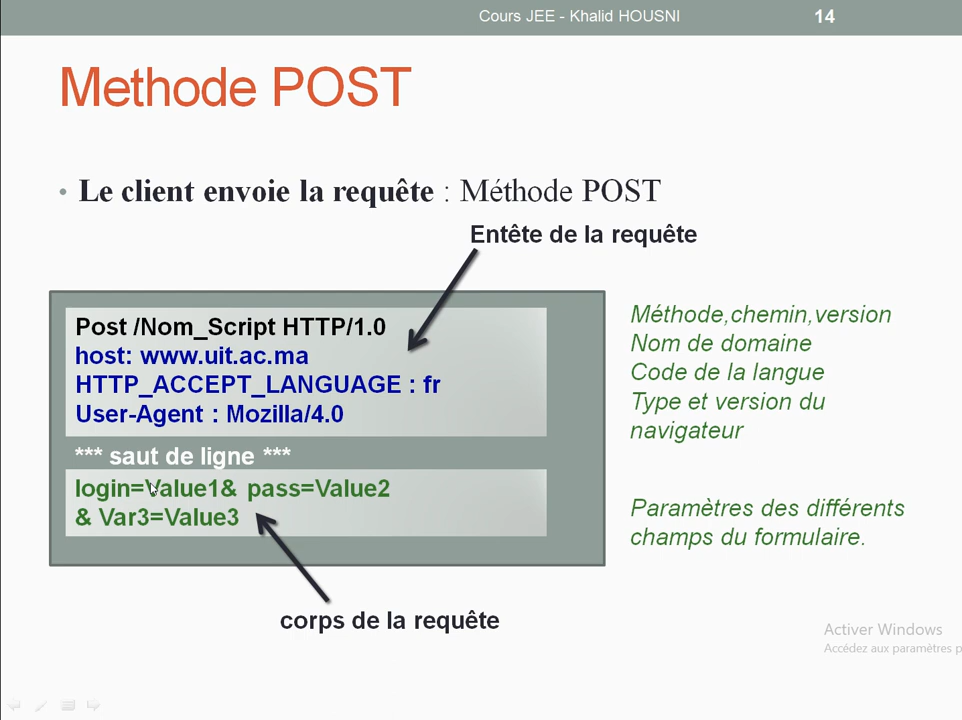 Cours JEE - Khalid HOUSNI
14
Methode POST
• Le client envoie la requête : Méthode POST
Entête de la requête
Post /Nom_Script HTTP/1.0
host: www.uit.ac.ma
HTTP_ACCEPT_LANGUAGE : fr
User-Agent : Mozilla/4.0
*** saut de ligne ***
login=Value1& pass=Value2
& Var3=Value3
Méthode,chemin,version
Nom de domaine
Code de la langue
Type et version du
navigateur
Paramètres des différents
champs du formulaire.
corps de la requête
Activer Windows
Accédez aux paramètres p